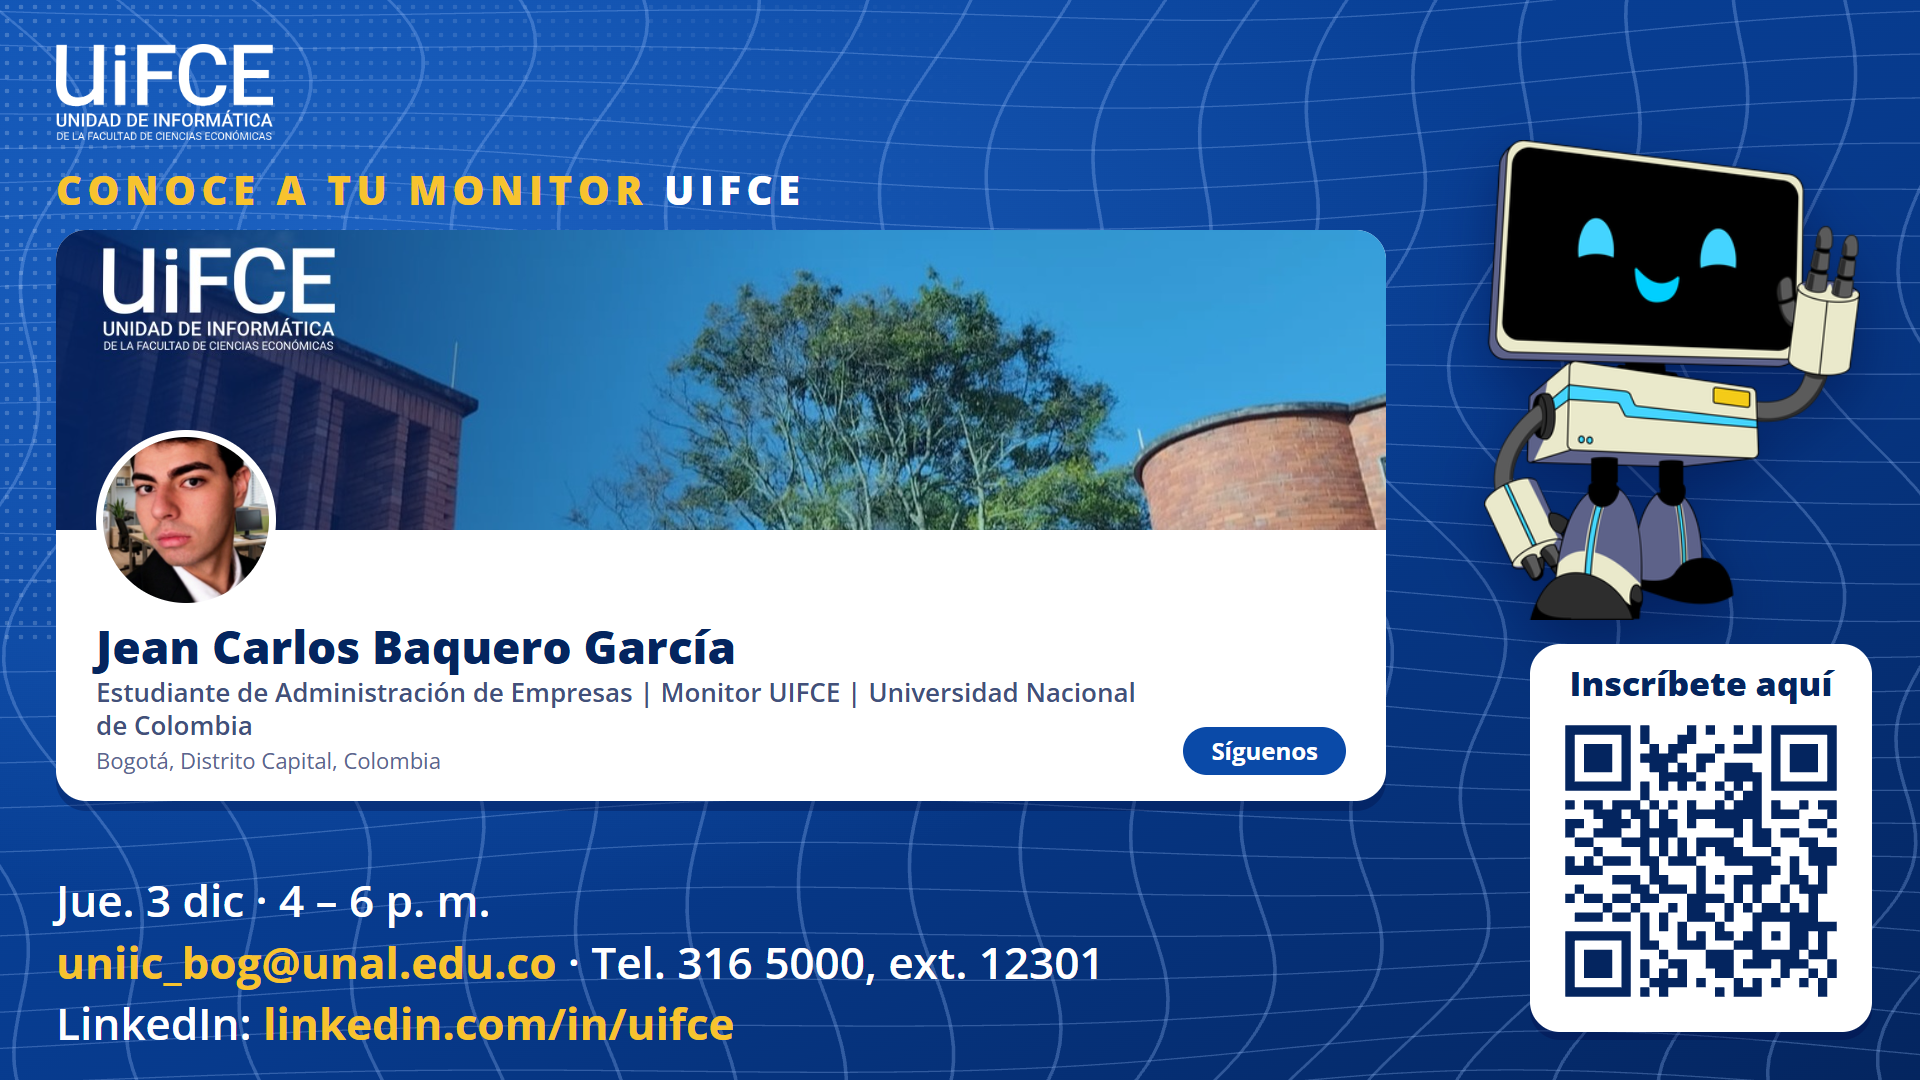 UiFCE
UNIDAD DE INFORMÁTICA
DE LA FACULTAD DE CIENCIAS ECONÓMICAS
CONOCE A TU MONITOR UIFCE
UiFCE
UNIDAD DE INFORMÁTICA
DE LA FACULTAD DE CIENCIAS ECONÓMICAS
Jean Carlos Baquero García
Estudiante de Administración de Empresas | Monitor UIFCE | Universidad Nacional
de Colombia
Bogotá, Distrito Capital, Colombia
Síguenos
Inscríbete aquí
Jue. 3 dic · 4 – 6 p. m.
uniic_bog@unal.edu.co · Tel. 316 5000, ext. 12301
LinkedIn: linkedin.com/in/uifce